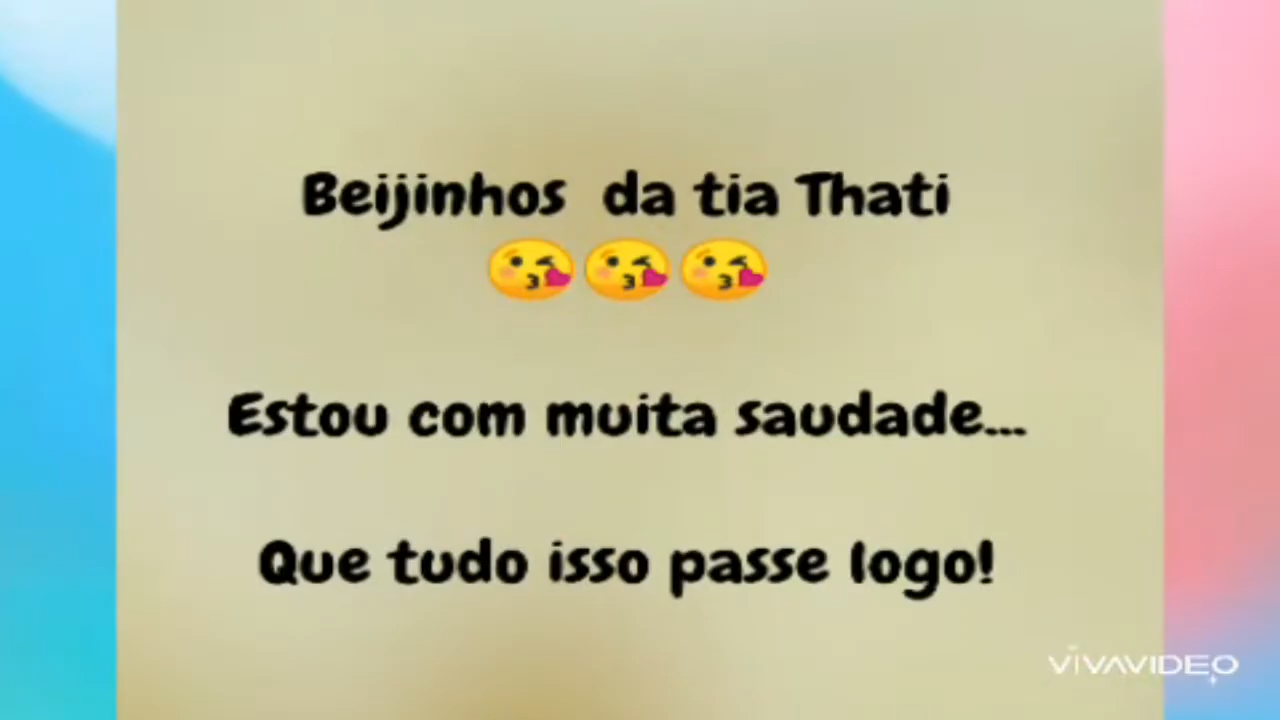 Beijinhos da tia Thati
😘😘😘
Estou com muita saudade...
Que tudo isso passe logo!
VIVAVIDEO